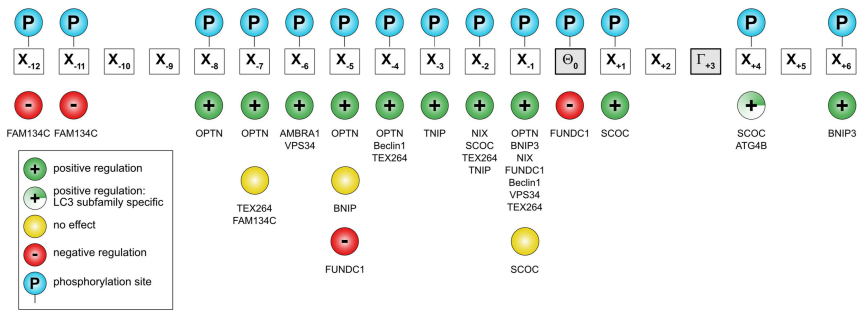 P P P P P P P P P P P P P P P
X-12 X-11 X-10 X-9 X-8 X-7 X-6 X-5 X-4 X-3 X-2 X-1 Θ0 X+1 X+2 Γ+3 X+4 X+5 X+6
- - + + + + + + + + - + + +
FAM134C FAM134C OPTN OPTN AMBRA1 OPTN OPTN TNIP NIX OPTN FUNDC1 SCOC SCOC BNIP3
VPS34 Beclin1 SCOC BNIP3 ATG4B
TEX264 TEX264 NIX
TNIP FUNDC1
Beclin1
VPS34
TEX264
TEX264 BNIP
FAM134C
-
FUNDC1 SCOC
+ positive regulation
+ positive regulation:
LC3 subfamily specific
no effect
- negative regulation
P phosphorylation site